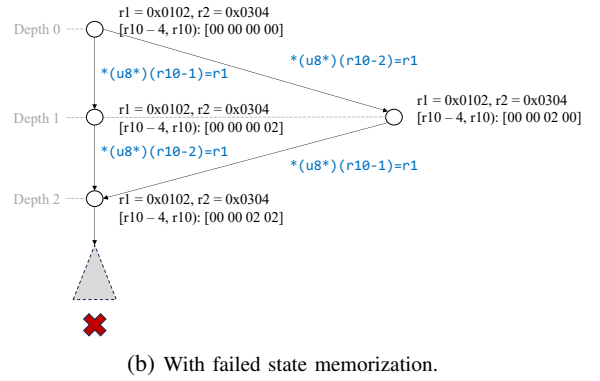 r1 = 0x0102, r2 = 0x0304
Depth 0
[r10 – 4, r10): [00 00 00 00]
*(u8*)(r10-1)=r1
*(u8*)(r10-2)=r1
r1 = 0x0102, r2 = 0x0304
[r10 – 4, r10): [00 00 02 00]
r1 = 0x0102, r2 = 0x0304
Depth 1
[r10 – 4, r10): [00 00 00 02]
*(u8*)(r10-2)=r1
*(u8*)(r10-1)=r1
Depth 2
r1 = 0x0102, r2 = 0x0304
[r10 – 4, r10): [00 00 02 02]
(b) With failed state memorization.